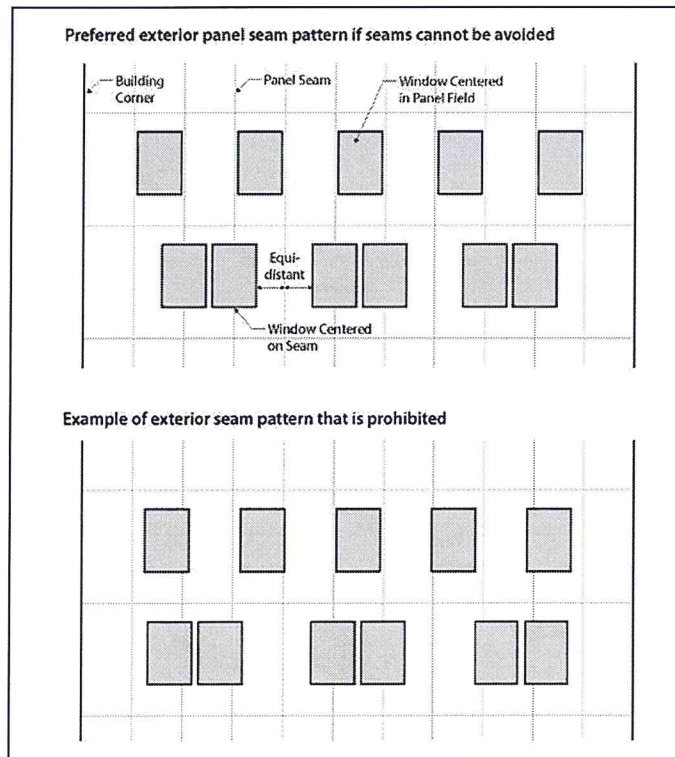 Preferred exterior panel seam pattern if seams cannot be avoided
Building
Corner
Panel Seam
Window Centered
in Panel Field
Equi-
distant
Window Centered
on Seam
Example of exterior seam pattern that is prohibited